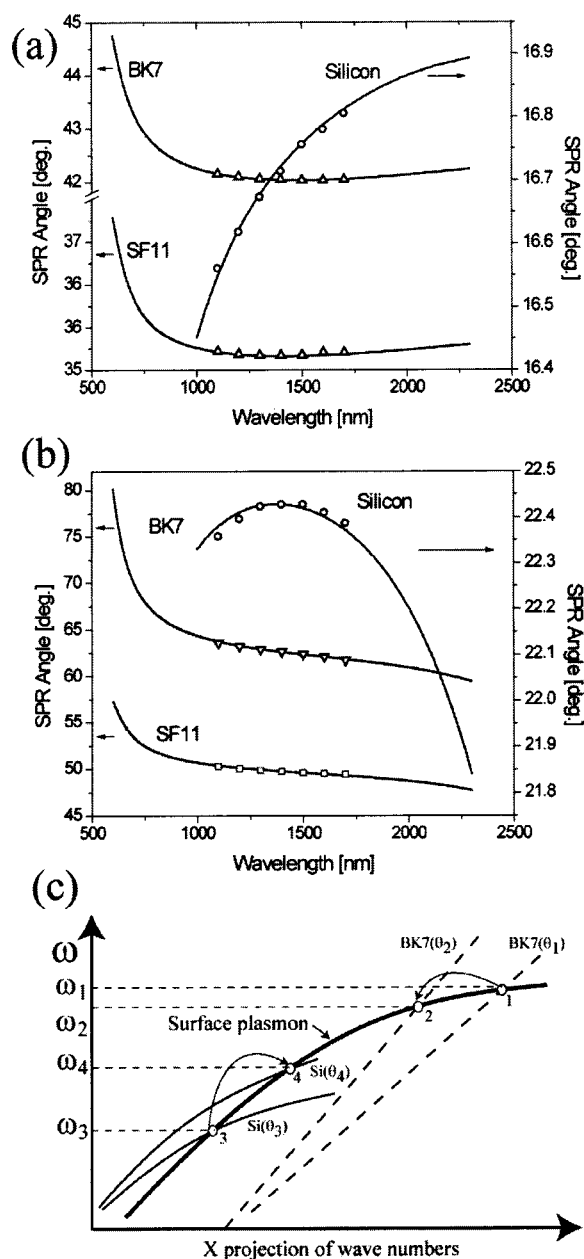 (a)
45
44
43
42
37
36
35
35
SPR Angle [deg.]
BK7
SF11
Silicon
16.9
16.8
16.7
16.6
16.5
16.4
SPR Angle [deg.]
500
1000
1500
2000
2500
Wavelength [nm]
(b)
80
75
70
65
60
55
50
45
SPR Angle [deg.]
BK7
SF11
Silicon
22.5
22.4
22.3
22.2
22.1
22.0
21.9
21.8
SPR Angle [deg.]
500
1000
1500
2000
2500
Wavelength [nm]
(c)
ω
ω1
ω2
ω4
ω3
BK7(θ2)
BK7(θ1)
1
2
Surface plasmon
4
Si(θ4)
3
Si(θ3)
X projection of wave numbers